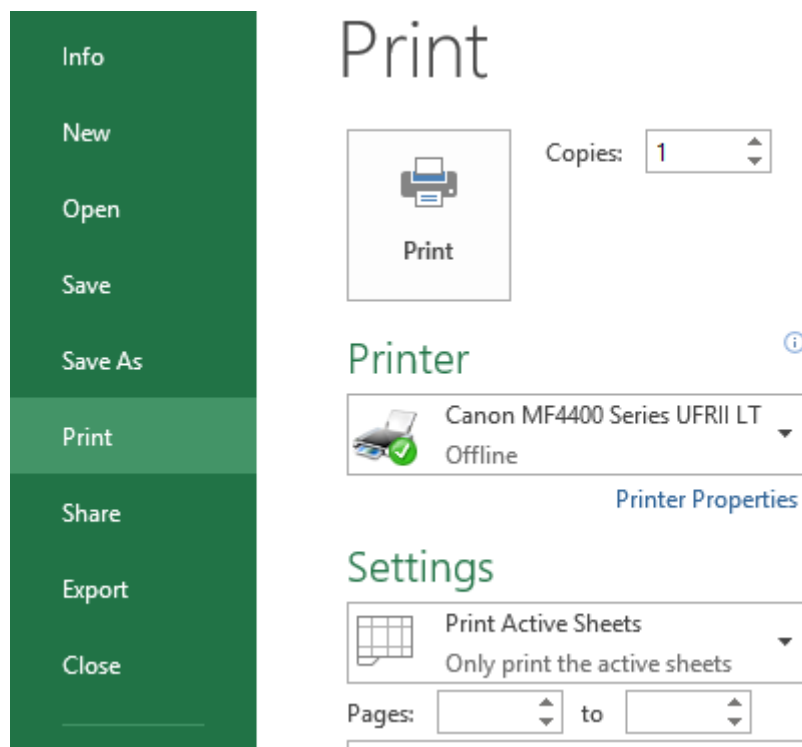 Info
New
Open
Save
Save As
Print
Share
Export
Close
Print
Print
Copies: 1
Printer
Canon MF4400 Series UFRII LT
Offline
Printer Properties
Settings
Print Active Sheets
Only print the active sheets
Pages: to